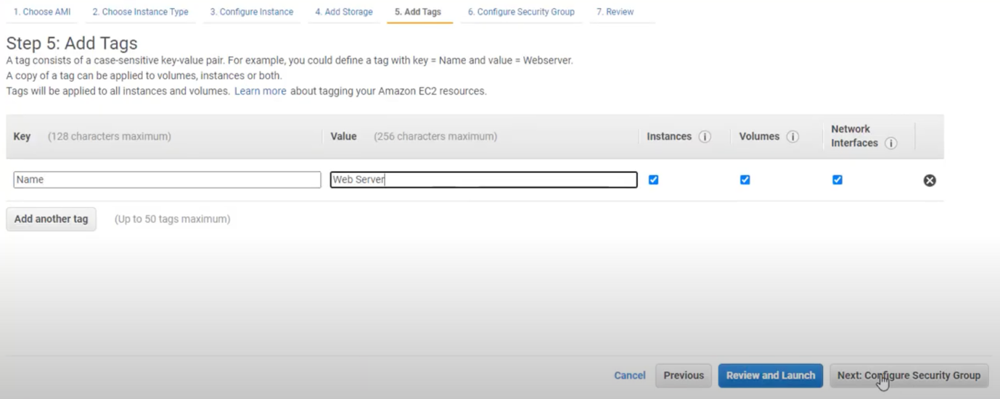 1. Choose AMI 2. Choose Instance Type 3. Configure Instance 4. Add Storage 5. Add Tags 6. Configure Security Group 7. Review
Step 5: Add Tags
A tag consists of a case-sensitive key-value pair. For example, you could define a tag with key = Name and value = Webserver.
A copy of a tag can be applied to volumes, instances or both.
Tags will be applied to all instances and volumes. Learn more about tagging your Amazon EC2 resources.
Key (128 characters maximum) Value (256 characters maximum) Instances i Volumes i Network Interfaces i
Name Web Server
Add another tag (Up to 50 tags maximum)
Cancel Previous Review and Launch Next: Configure Security Group